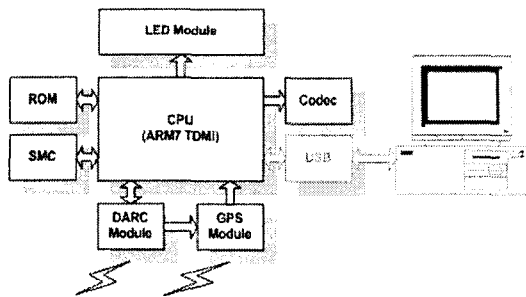 LED Module
ROM
CPU
(ARM7 TDMI)
Codec
SMC
USB
DARC
Module
GPS
Module